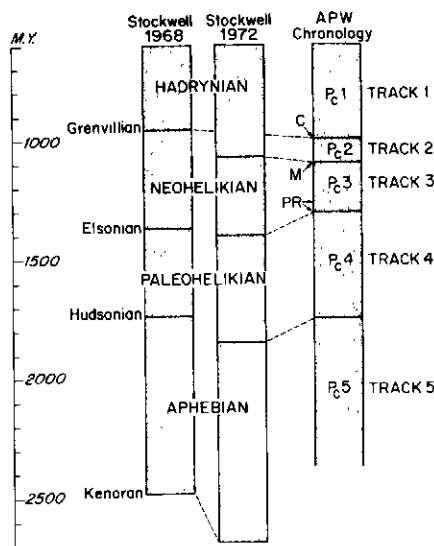 M.Y.
Stockwell
1968
Stockwell
1972
APW
Chronology
HADRYNIAN
Pc1 TRACK 1
C
Grenvillian
1000
Pc2 TRACK 2
M
NEOHELIKIAN
Pc3 TRACK 3
PR
Elsonian
1500
PALEOHELIKIAN
Pc4 TRACK 4
Hudsonian
2000
APHEBIAN
Pc5 TRACK 5
Kenoran
2500